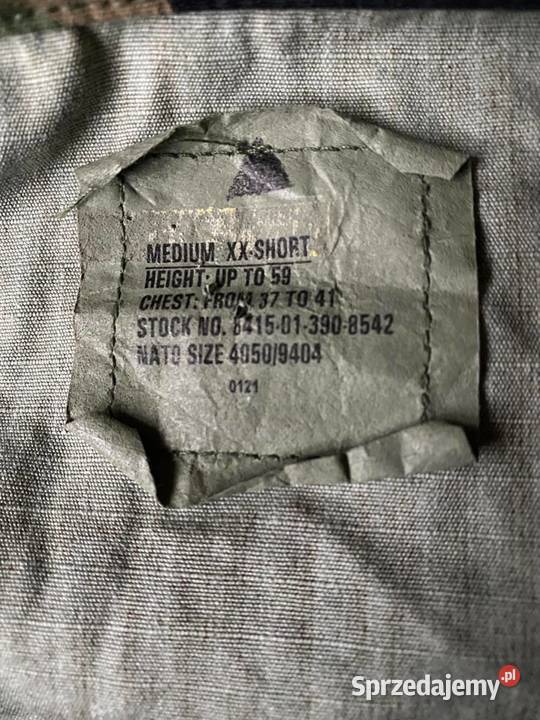 MEDIUM XX-SHORT
HEIGHT: UP TO 59
CHEST: FROM 37 TO 41
STOCK NO. 8415-01-390-8542
NATO SIZE 4050/9404
0121
Sprzedajemy.pl